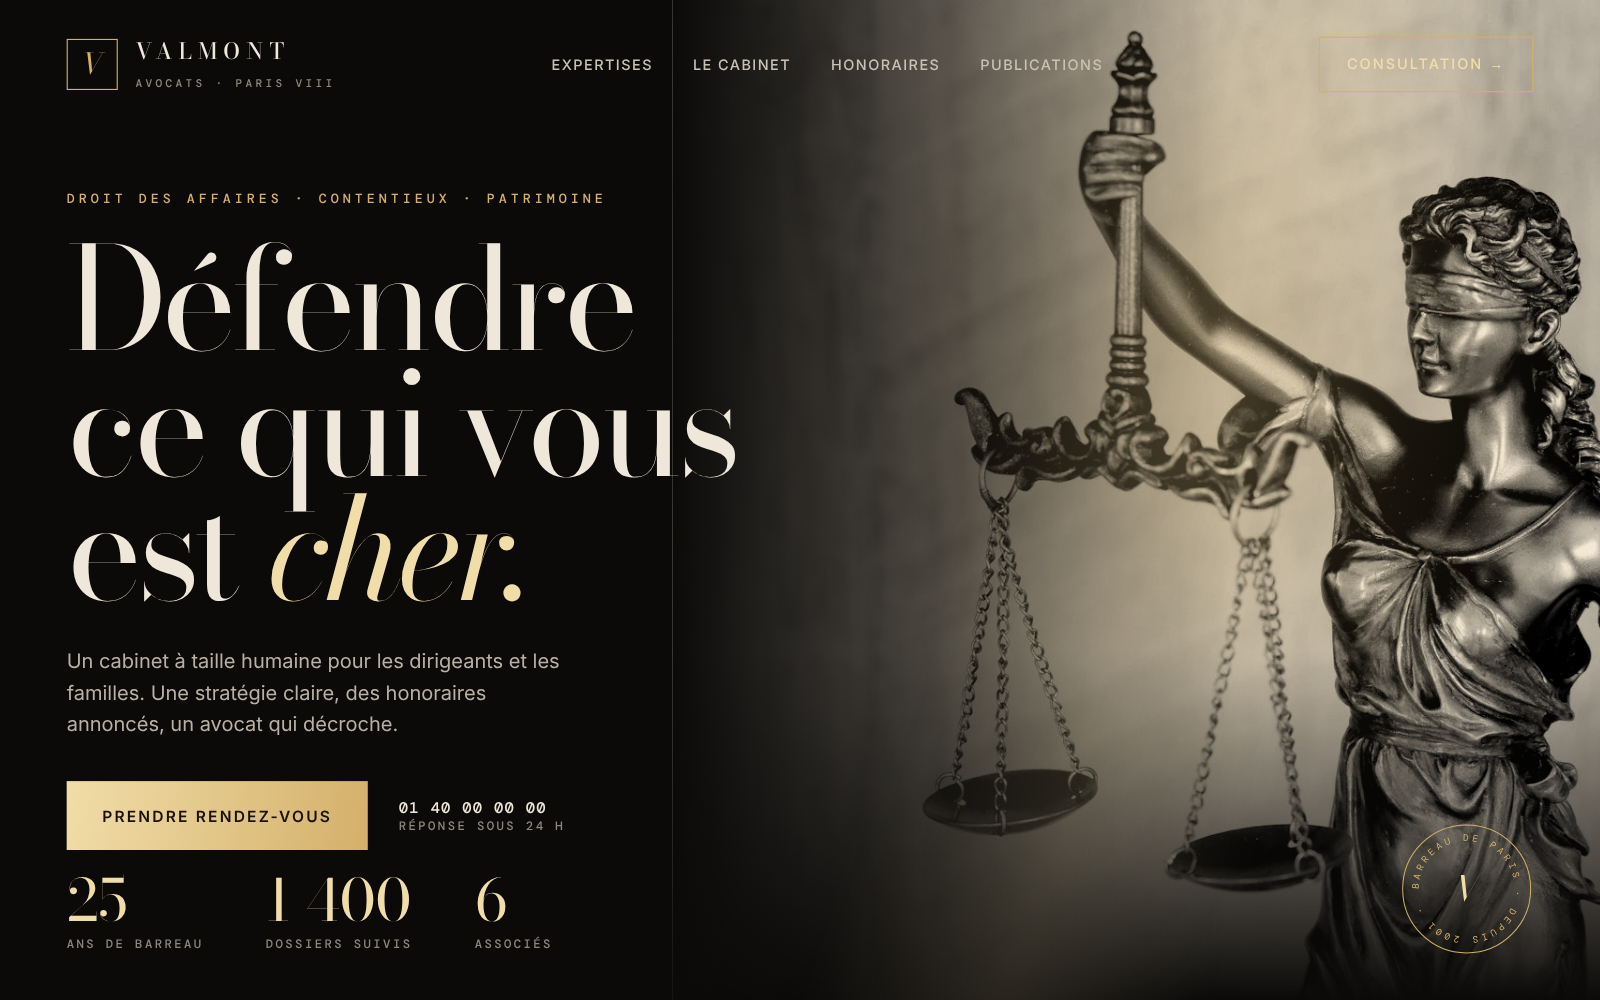 V
VALMONT
AVOCATS · PARIS VIII
EXPERTISES
LE CABINET
HONORAIRES
PUBLICATIONS
CONSULTATION →
DROIT DES AFFAIRES · CONTENTIEUX · PATRIMOINE
Défendre
ce qui vous
est cher.
Un cabinet à taille humaine pour les dirigeants et les
familles. Une stratégie claire, des honoraires
annoncés, un avocat qui décroche.
PRENDRE RENDEZ-VOUS
01 40 00 00 00
RÉPONSE SOUS 24 H
25
ANS DE BARREAU
1 400
DOSSIERS SUIVIS
6
ASSOCIÉS
BARREAU DE PARIS · DEPUIS 2001 ·
V